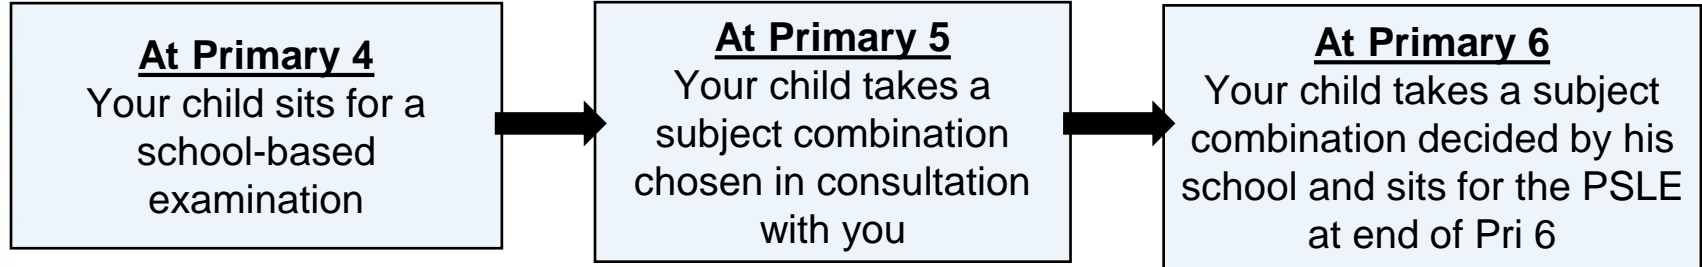 At Primary 4
Your child sits for a
school-based
examination
At Primary 5
Your child takes a
subject combination
chosen in consultation
with you
At Primary 6
Your child takes a subject
combination decided by his
school and sits for the PSLE
at end of Pri 6